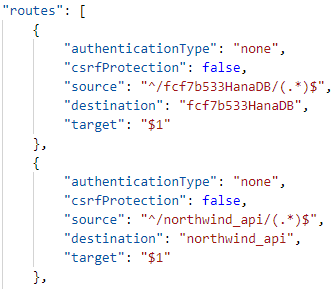 "routes": [
{
"authenticationType": "none",
"csrfProtection": false,
"source": "^/fcf7b533HanaDB/(.*)$",
"destination": "fcf7b533HanaDB",
"target": "$1"
},
{
"authenticationType": "none",
"csrfProtection": false,
"source": "^/northwind_api/(.*)$",
"destination": "northwind_api",
"target": "$1"
},